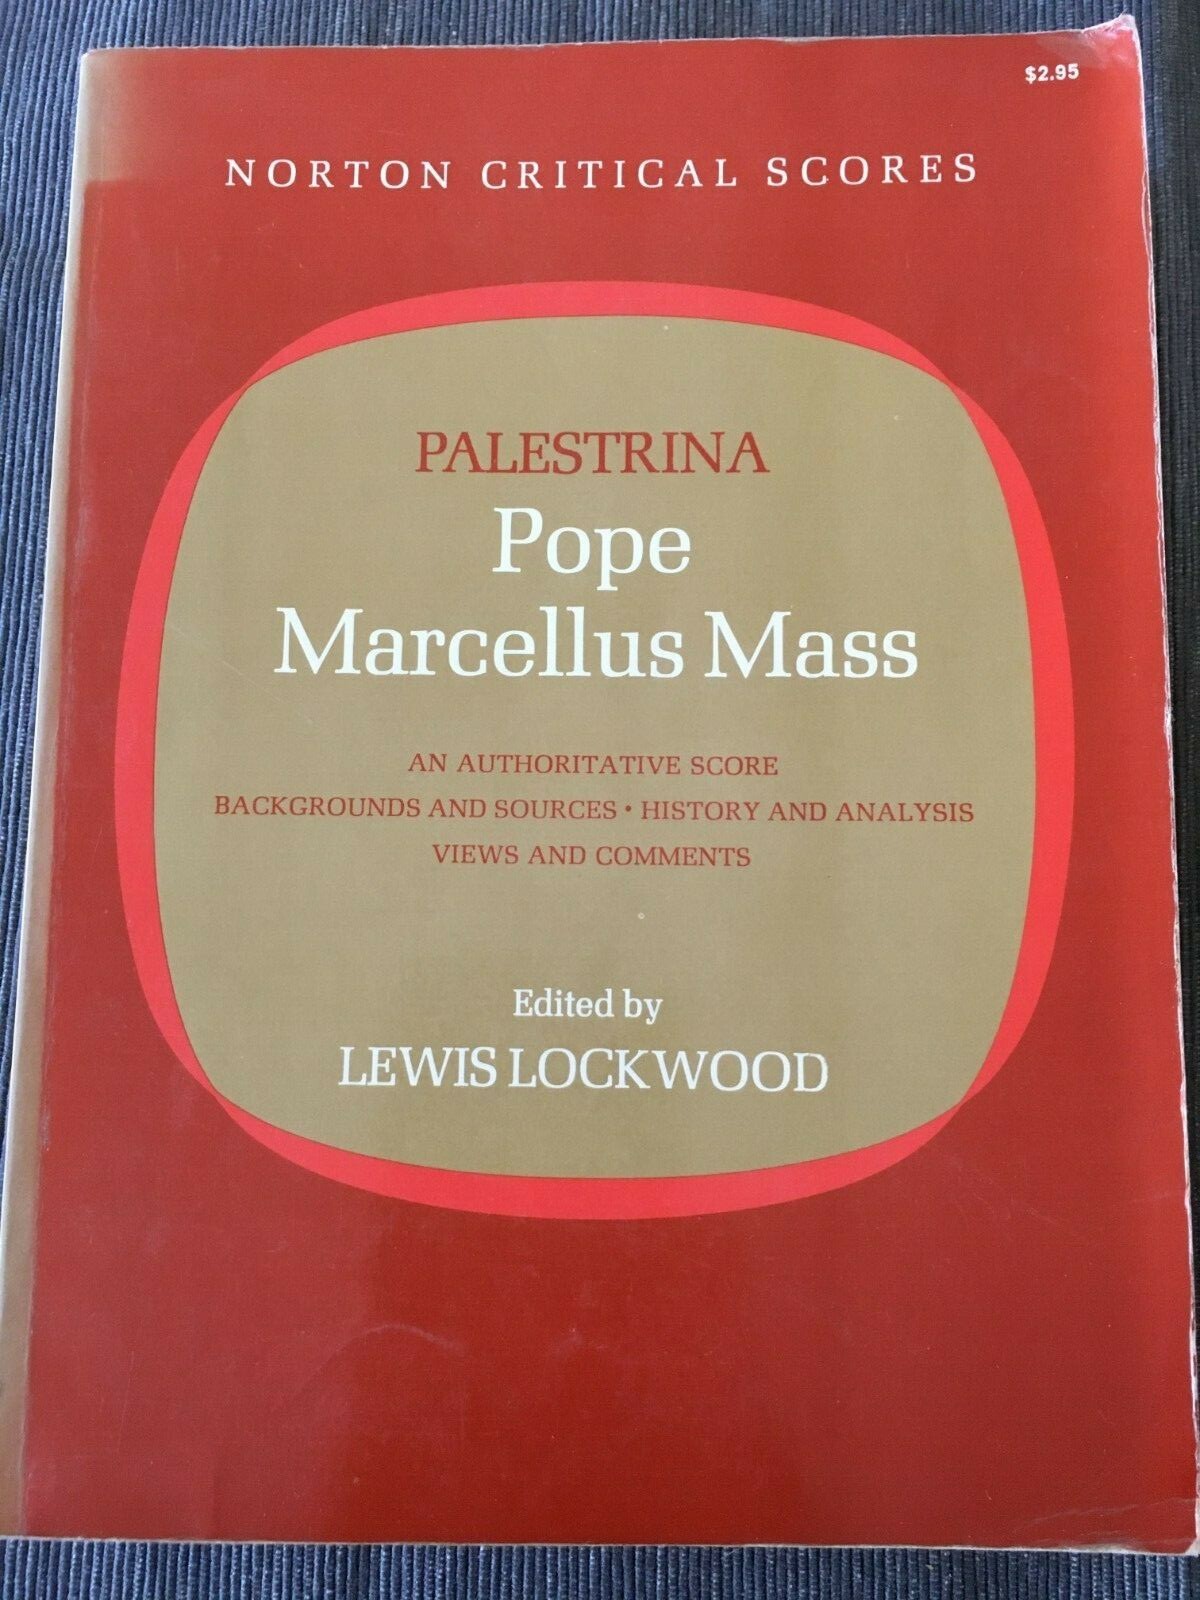 $2.95
NORTON CRITICAL SCORES
PALESTRINA
Pope
Marcellus Mass
AN AUTHORITATIVE SCORE
BACKGROUNDS AND SOURCES • HISTORY AND ANALYSIS
VIEWS AND COMMENTS
Edited by
LEWIS LOCKWOOD